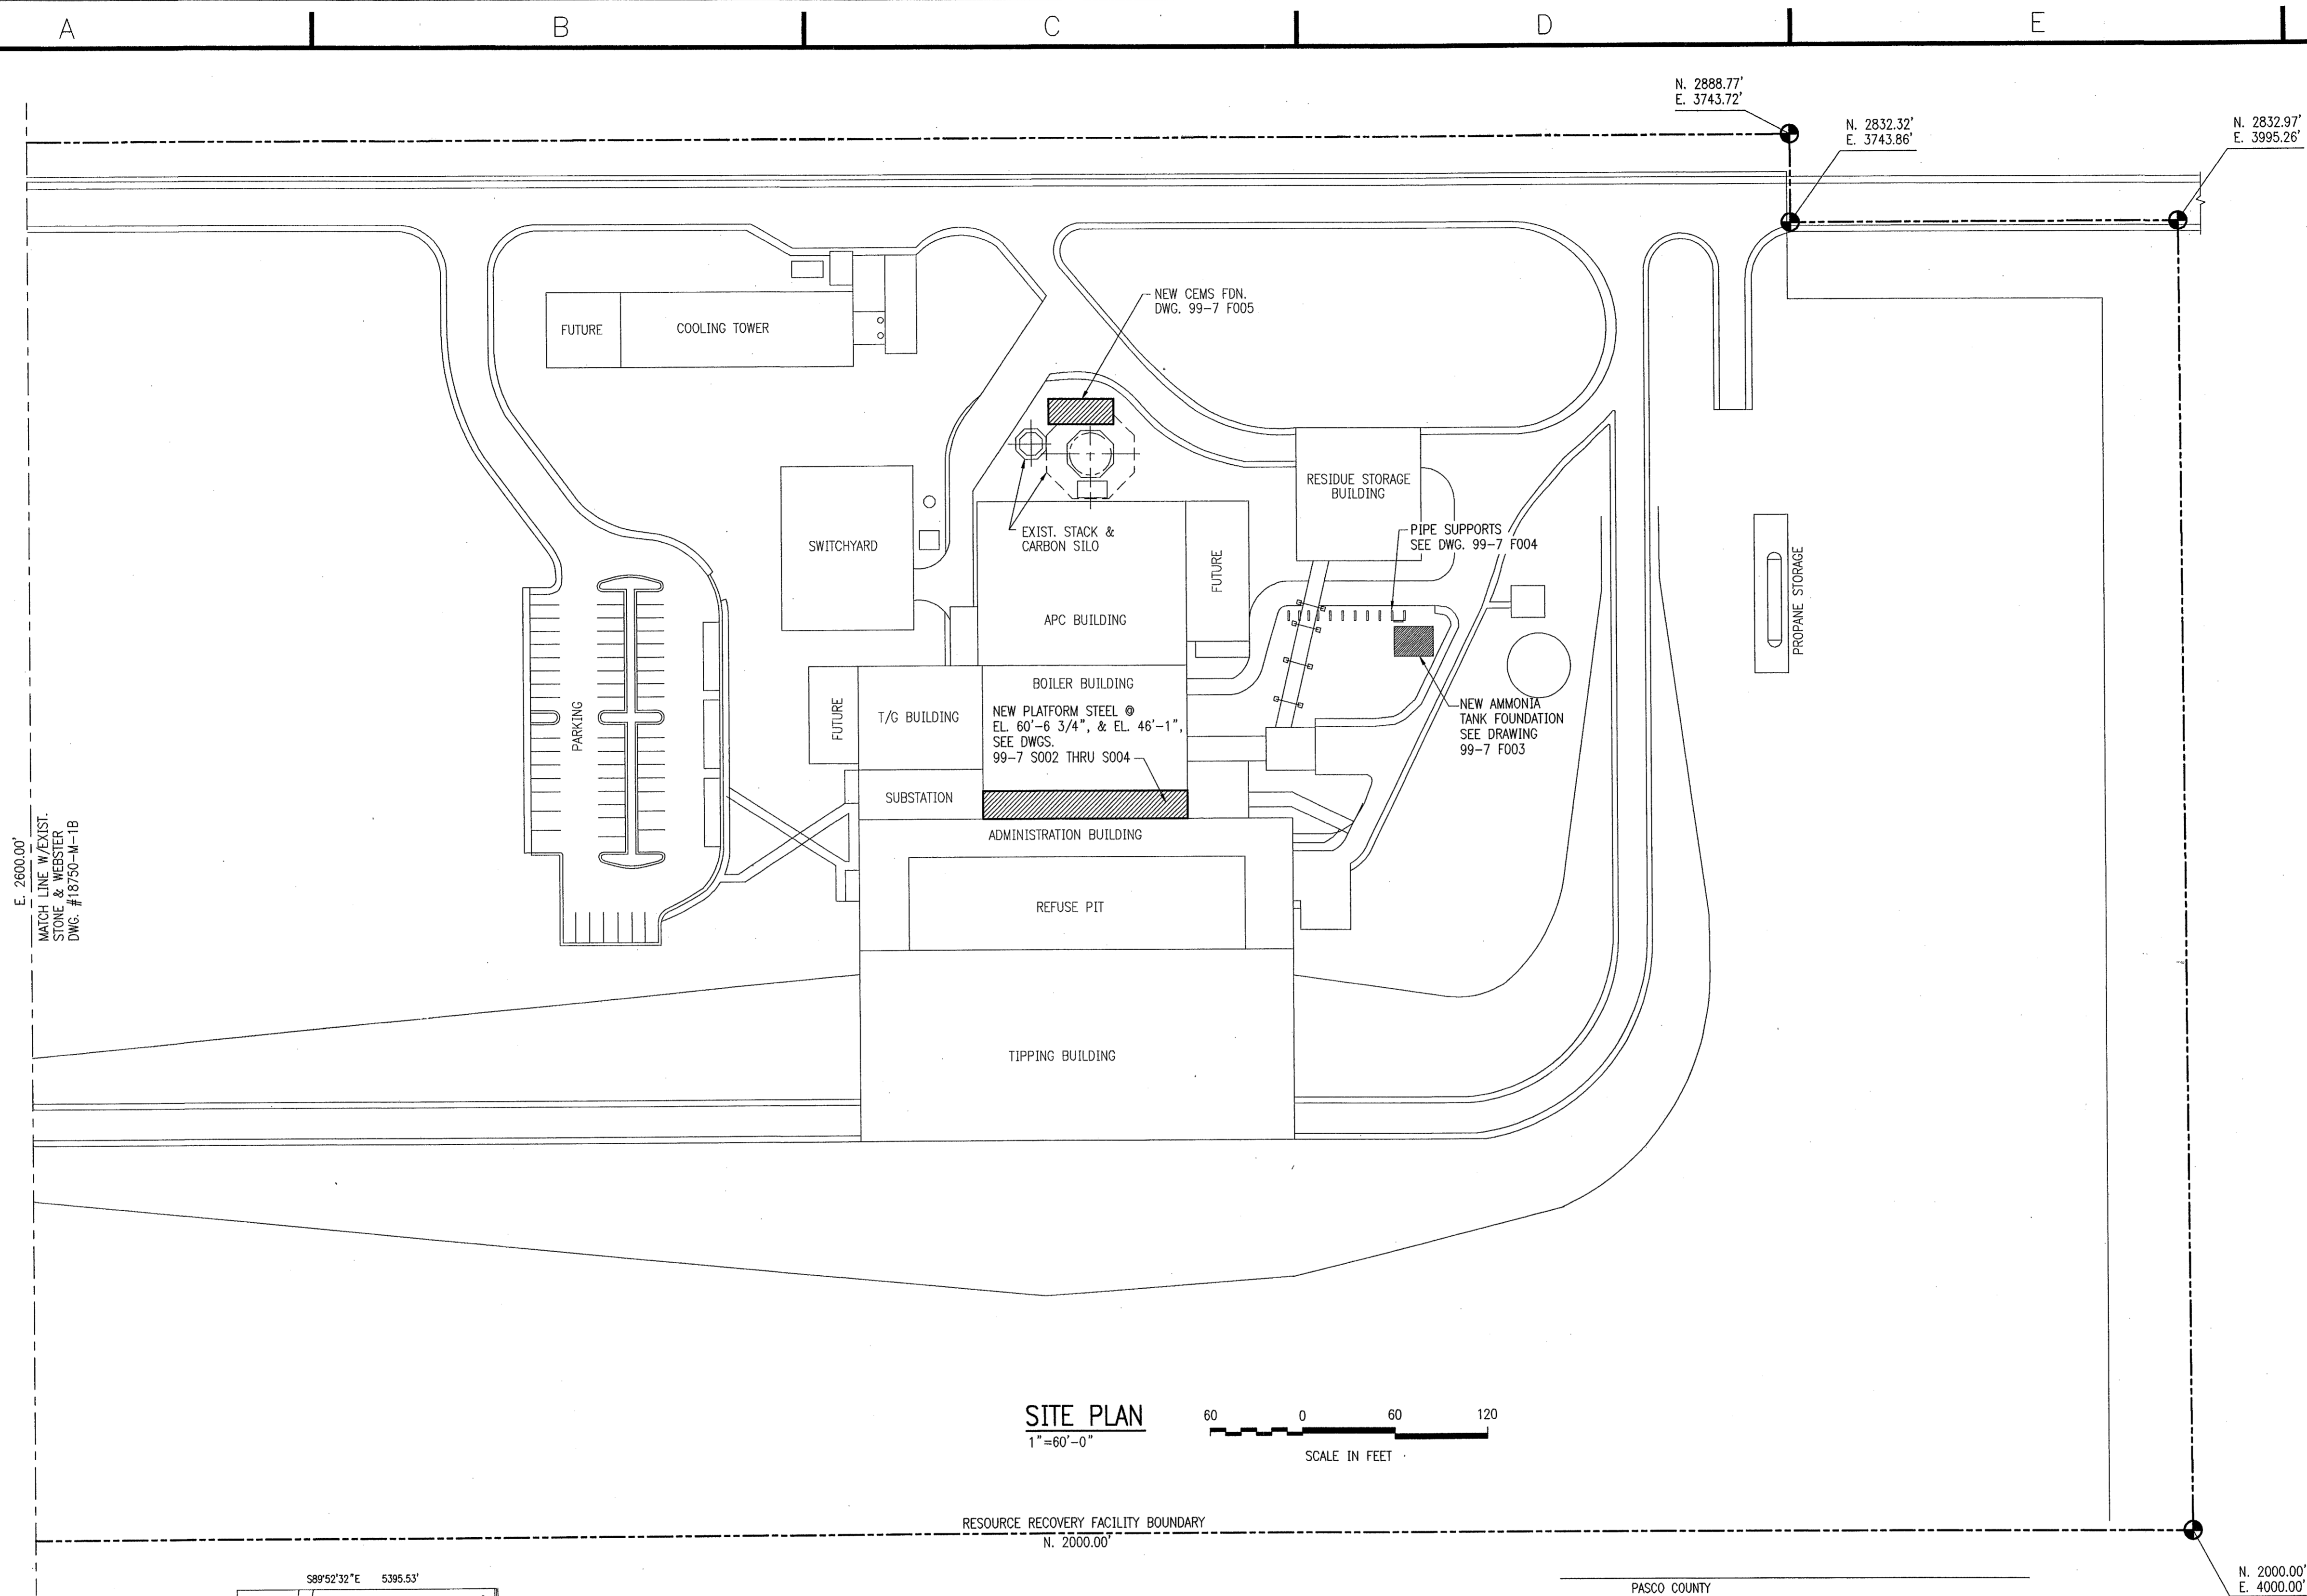 A
B
C
D
E
N. 2888.77'
E. 3743.72'
N. 2832.32'
E. 3743.86'
N. 2832.97'
E. 3995.26'
NEW CEMS FDN.
DWG. 99-7 F005
FUTURE
COOLING TOWER
RESIDUE STORAGE
BUILDING
EXIST. STACK &
CARBON SILO
PIPE SUPPORTS
SEE DWG. 99-7 F004
SWITCHYARD
FUTURE
PROPANE STORAGE
APC BUILDING
BOILER BUILDING
NEW PLATFORM STEEL @
EL. 60'-6 3/4", & EL. 46'-1",
SEE DWGS.
99-7 S002 THRU S004
T/G BUILDING
FUTURE
PARKING
NEW AMMONIA
TANK FOUNDATION
SEE DRAWING
99-7 F003
SUBSTATION
ADMINISTRATION BUILDING
REFUSE PIT
E. 2600.00'
MATCH LINE W/EXIST.
STONE & WEBSTER
DWG. #18750-M-1B
TIPPING BUILDING
SITE PLAN
1"=60'-0"
60 0 60 120
SCALE IN FEET
RESOURCE RECOVERY FACILITY BOUNDARY
N. 2000.00'
S89°52'32"E 5395.53'
PASCO COUNTY
N. 2000.00'
E. 4000.00'